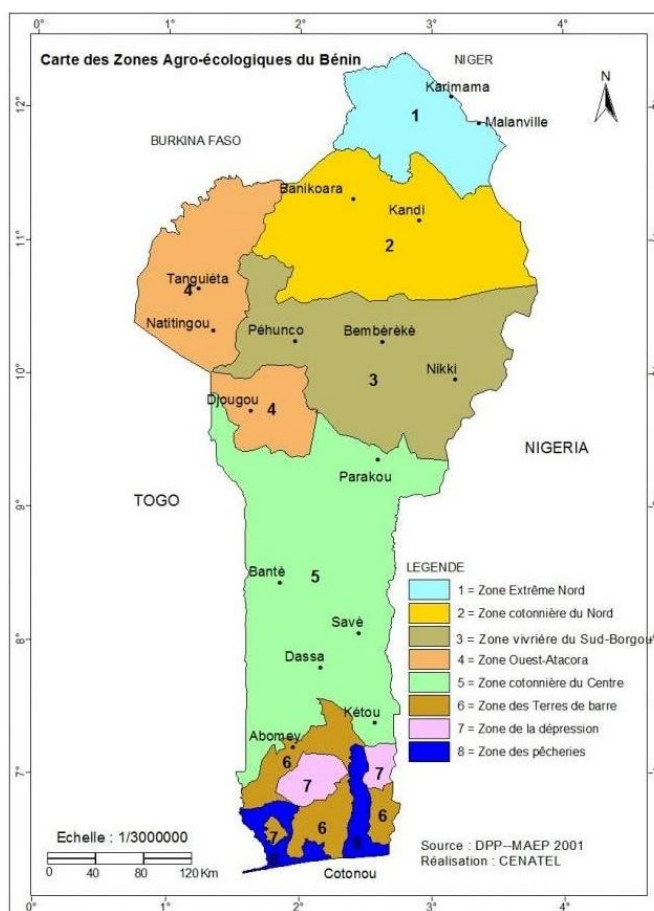 0° 1° 2° 3° 4°
Carte des Zones Agro-écologiques du Bénin
NIGER
Karimama
N
12°
1
Malanville
BURKINA FASO
Banikoara
Kandi
11°
2
Tanguiéta
4
Natitingou
Péhunco
Bembèrèkè
10°
3
Nikki
Djougou
4
NIGERIA
Parakou
TOGO
9°
LEGENDE
Bantè
5
1 = Zone Extrême Nord
2 = Zone cotonnière du Nord
Savè
8°
3 = Zone vivrière du Sud-Borgou
Dassa
4 = Zone Ouest-Atacora
5 = Zone cotonnière du Centre
Kétou
6 = Zone des Terres de barre
Abomey
7 = Zone de la dépression
6
8 = Zone des pêcheries
7°
7
7
Echelle : 1/3000000
7
6
8
6
8
Source : DPP--MAEP 2001
0 40 80 120 Km
Réalisation : CENATEL
Cotonou
0° 1° 2° 3° 4°